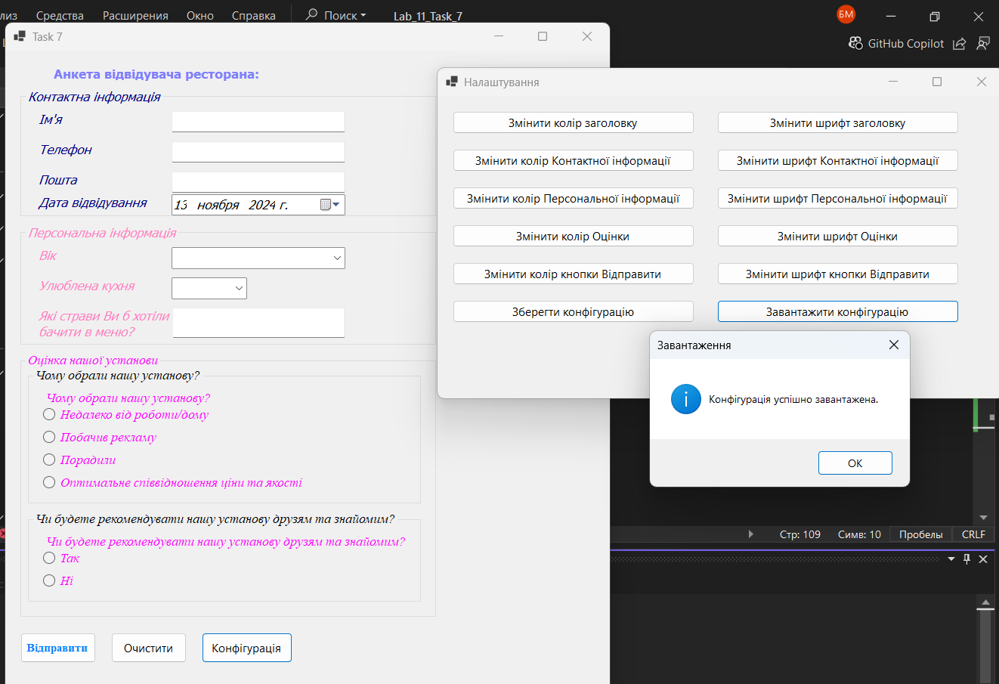 лиз Средства Расширения Окно Справка Поиск Lab_11_Task_7 БМ
GitHub Copilot
Task 7
Анкета відвідувача ресторана:
Контактна інформація
Ім'я
Телефон
Пошта
Дата відвідування 13 ноября 2024 г.
Персональна інформація
Вік
Улюблена кухня
Які страви Ви б хотіли
бачити в меню?
Оцінка нашої установи
Чому обрали нашу установу?
Чому обрали нашу установу?
Недалеко від роботи/дому
Побачив рекламу
Порадили
Оптимальне співвідношення ціни та якості
Чи будете рекомендувати нашу установу друзям та знайомим?
Чи будете рекомендувати нашу установу друзям та знайомим?
Так
Ні
Відправити Очистити Конфігурація
Налаштування
Змінити колір заголовку Змінити шрифт заголовку
Змінити колір Контактної інформації Змінити шрифт Контактної інформації
Змінити колір Персональної інформації Змінити шрифт Персональної інформації
Змінити колір Оцінки Змінити шрифт Оцінки
Змінити колір кнопки Відправити Змінити шрифт кнопки Відправити
Зберегти конфігурацію Завантажити конфігурацію
Завантаження
Конфігурація успішно завантажена.
ОК
Стр: 109 Симв: 10 Пробелы CRLF